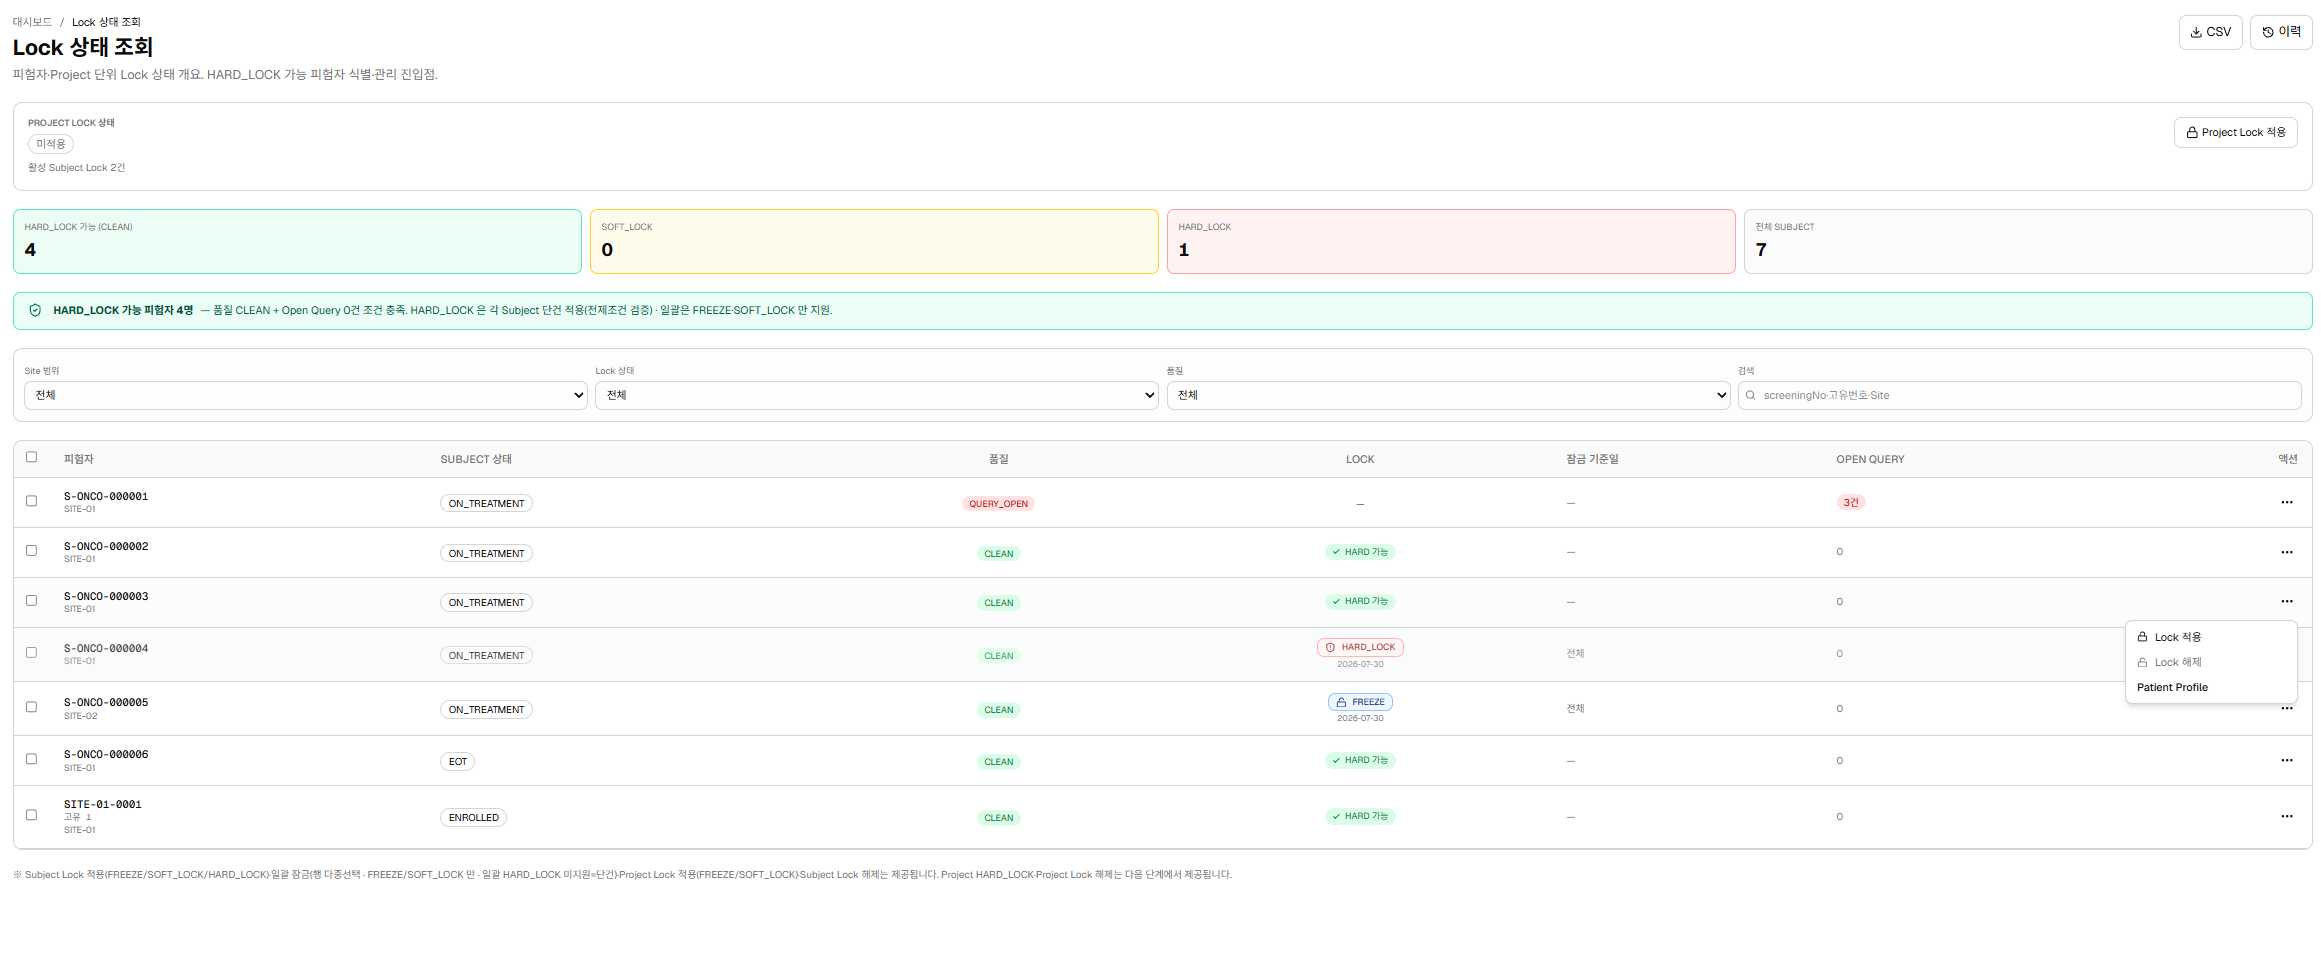 대시보드 / Lock 상태 조회
Lock 상태 조회
피험자·Project 단위 Lock 상태 개요. HARD_LOCK 가능 피험자 식별·관리 진입점.
CSV
이력
PROJECT LOCK 상태
미적용
활성 Subject Lock 2건
Project Lock 적용
HARD_LOCK 가능 (CLEAN)
4
SOFT_LOCK
0
HARD_LOCK
1
전체 SUBJECT
7
HARD_LOCK 가능 피험자 4명 — 품질 CLEAN + Open Query 0건 조건 충족. HARD_LOCK 은 각 Subject 단건 적용(전제조건 검증) · 일괄은 FREEZE·SOFT_LOCK 만 지원.
Site 범위
전체
Lock 상태
전체
품질
전체
검색
screeningNo·고유번호·Site
피험자 SUBJECT 상태 품질 LOCK 잠금 기준일 OPEN QUERY 액션
S-ONCO-000001
SITE-01
ON_TREATMENT QUERY_OPEN — — 3건 ···
S-ONCO-000002
SITE-01
ON_TREATMENT CLEAN HARD 가능 — 0 ···
S-ONCO-000003
SITE-01
ON_TREATMENT CLEAN HARD 가능 — 0 ···
S-ONCO-000004
SITE-01
ON_TREATMENT CLEAN HARD_LOCK
2026-07-30
전체 0
Lock 적용
Lock 해제
Patient Profile
S-ONCO-000005
SITE-02
ON_TREATMENT CLEAN FREEZE
2026-07-30
전체 0 ···
S-ONCO-000006
SITE-01
EOT CLEAN HARD 가능 — 0 ···
SITE-01-0001
고유 1
SITE-01
ENROLLED CLEAN HARD 가능 — 0 ···
※ Subject Lock 적용(FREEZE/SOFT_LOCK/HARD_LOCK)·일괄 잠금(행 다중선택 · FREEZE/SOFT_LOCK 만 · 일괄 HARD_LOCK 미지원=단건)·Project Lock 적용(FREEZE/SOFT_LOCK)·Subject Lock 해제는 제공됩니다. Project HARD_LOCK·Project Lock 해제는 다음 단계에서 제공됩니다.